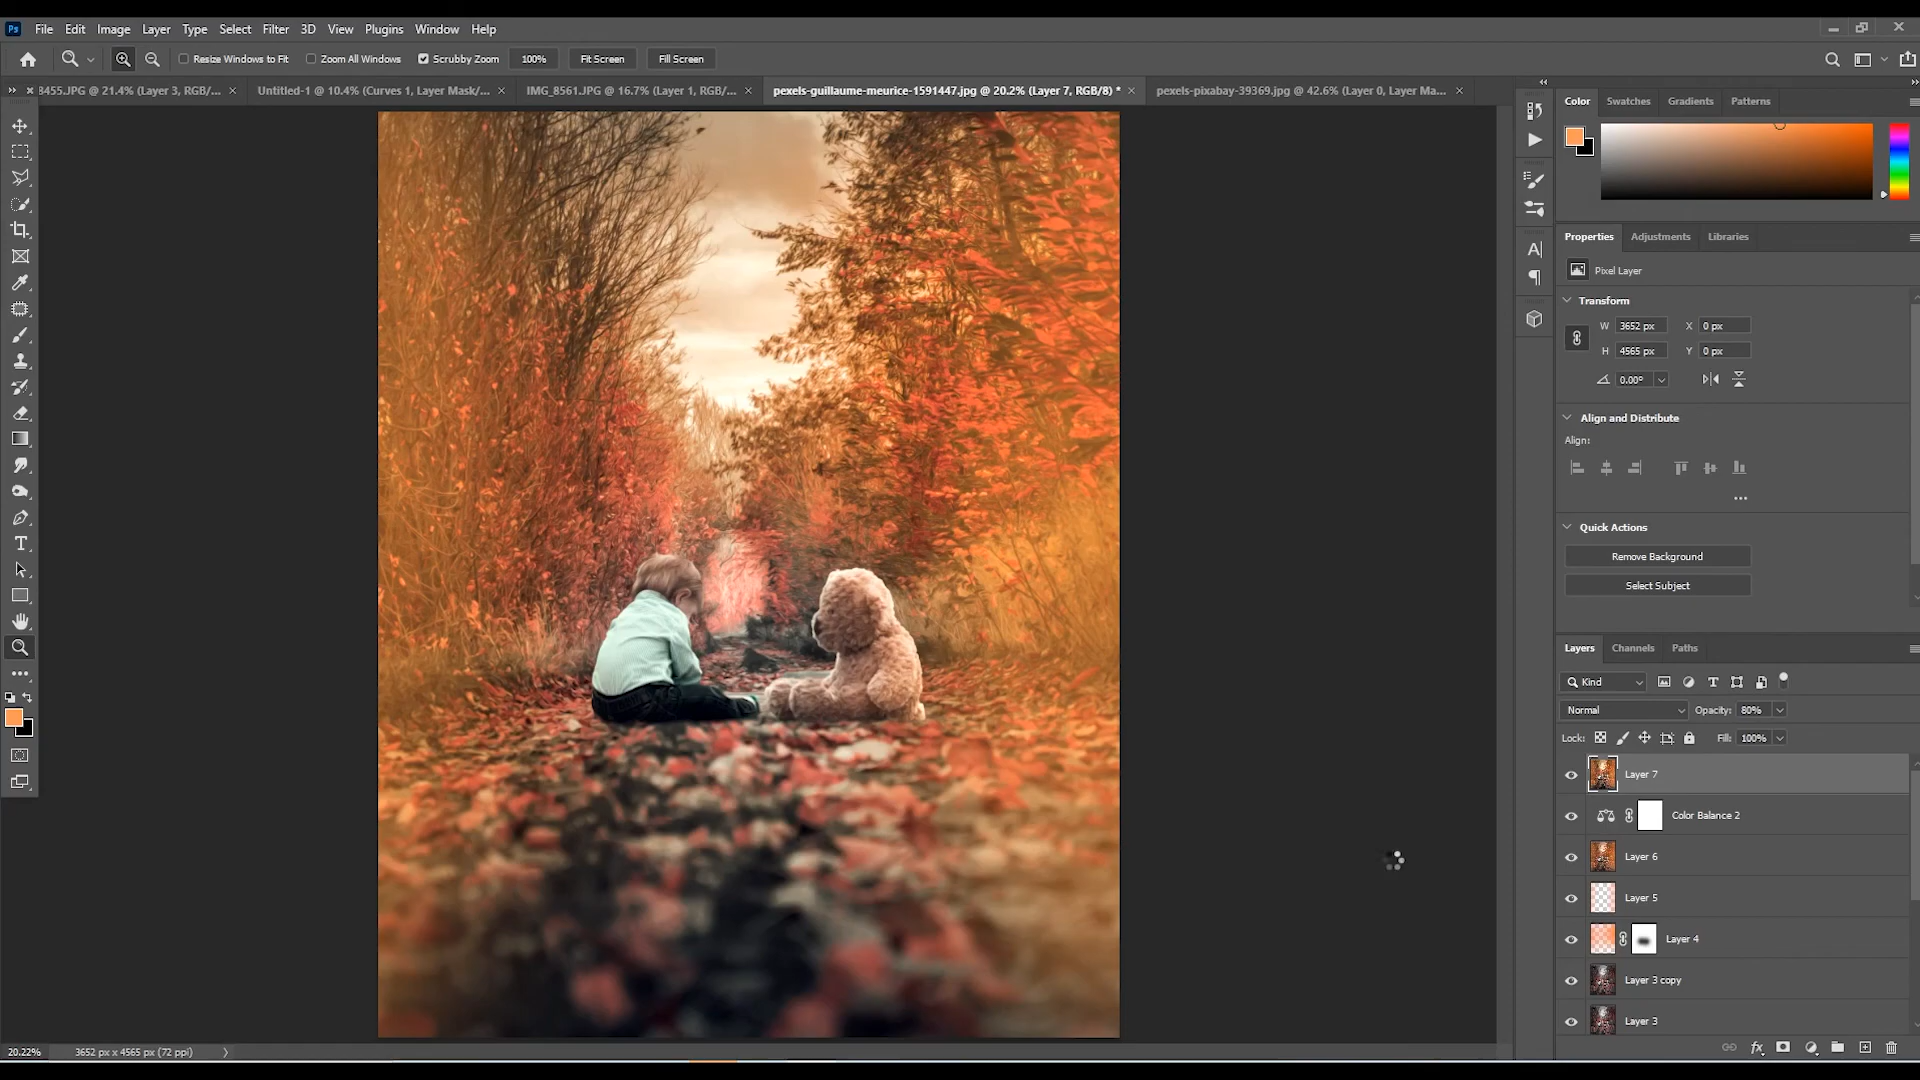 Ps File Edit Image Layer Type Select Filter 3D View Plugins Window Help
Resize Windows to Fit Zoom All Windows Scrubby Zoom 100% Fit Screen Fill Screen
8455.JPG @ 21.4% (Layer 3, RGB/... Untitled-1 @ 10.4% (Curves 1, Layer Mask/... IMG_8561.JPG @ 16.7% (Layer 1, RGB/... pexels-guillaume-meurice-1591447.jpg @ 20.2% (Layer 7, RGB/8) * pexels-pixabay-39369.jpg @ 42.6% (Layer 0, Layer Ma...
Color Swatches Gradients Patterns
Properties Adjustments Libraries
Pixel Layer
Transform
W 3652 px X 0 px
H 4565 px Y 0 px
0.00°
Align and Distribute
Align:
Quick Actions
Remove Background
Select Subject
Layers Channels Paths
Kind
Normal Opacity: 80%
Lock: Fill: 100%
Layer 7
Color Balance 2
Layer 6
Layer 5
Layer 4
Layer 3 copy
Layer 3
20.22% 3652 px x 4565 px (72 ppi)